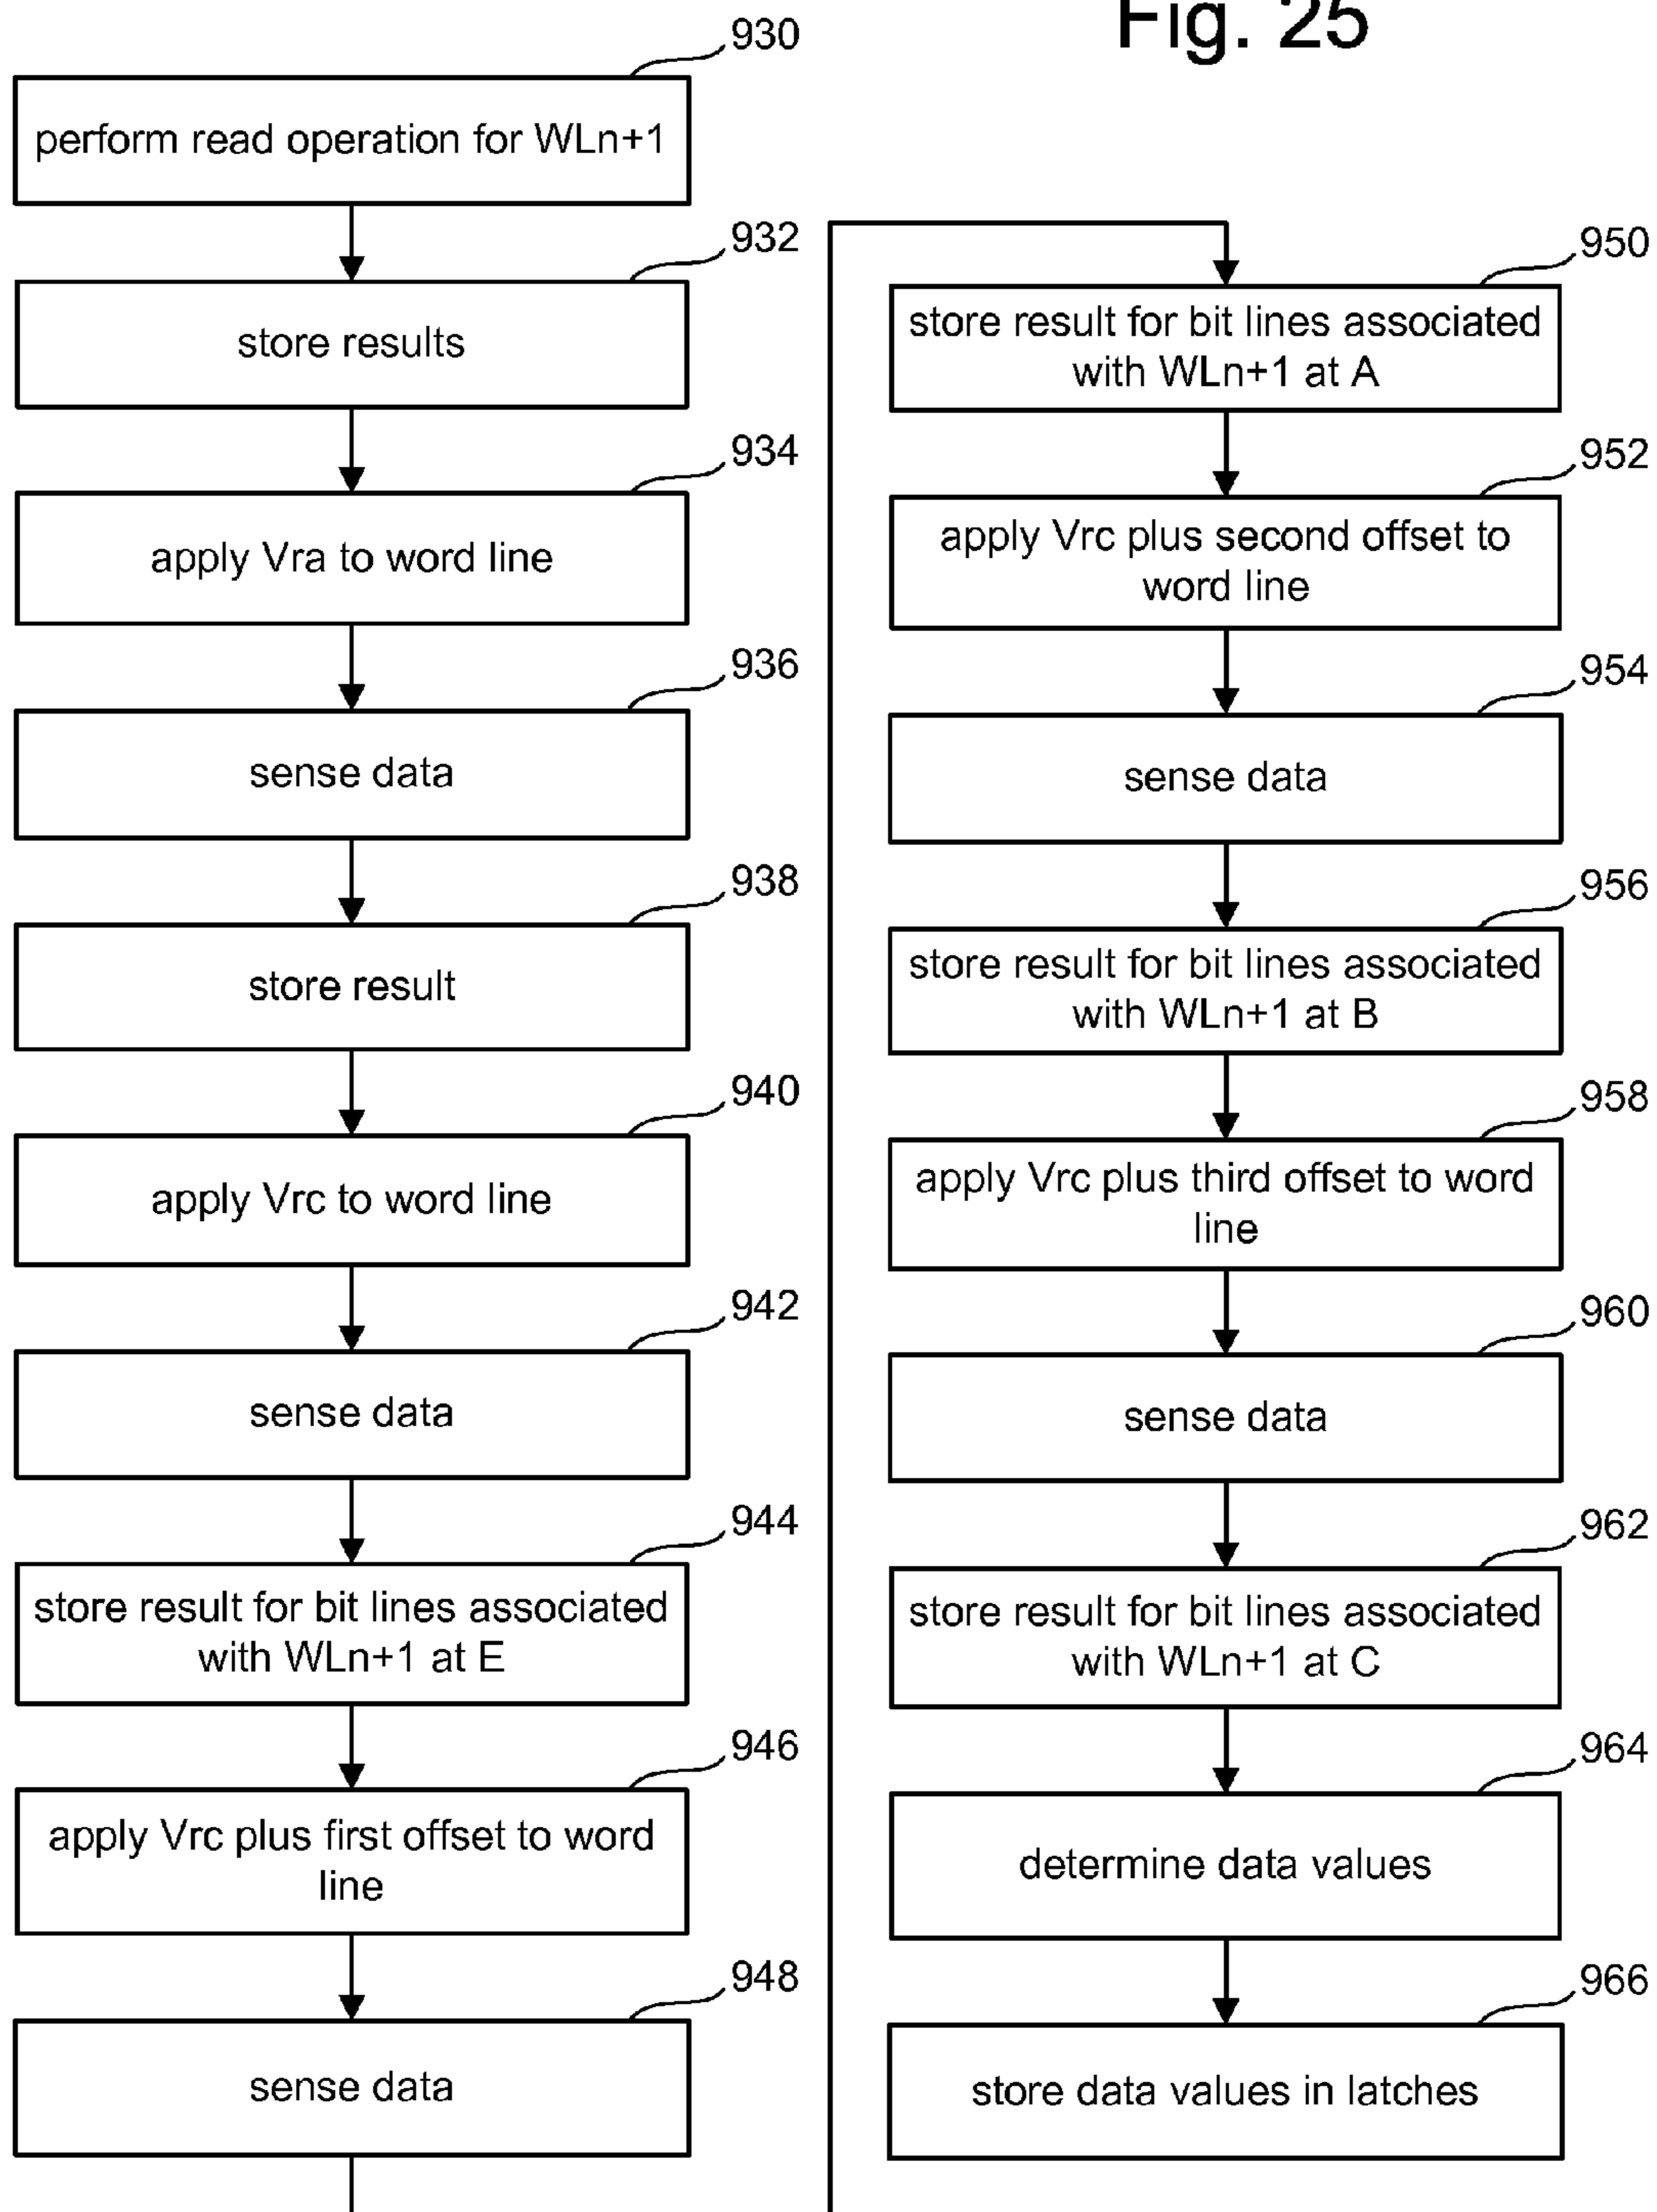 Fig. 25
930
perform read operation for WLn+1
932
store results
934
apply Vra to word line
936
sense data
938
store result
940
apply Vrc to word line
942
sense data
944
store result for bit lines associated
with WLn+1 at E
946
apply Vrc plus first offset to word
line
948
sense data
950
store result for bit lines associated
with WLn+1 at A
952
apply Vrc plus second offset to
word line
954
sense data
956
store result for bit lines associated
with WLn+1 at B
958
apply Vrc plus third offset to word
line
960
sense data
962
store result for bit lines associated
with WLn+1 at C
964
determine data values
966
store data values in latches